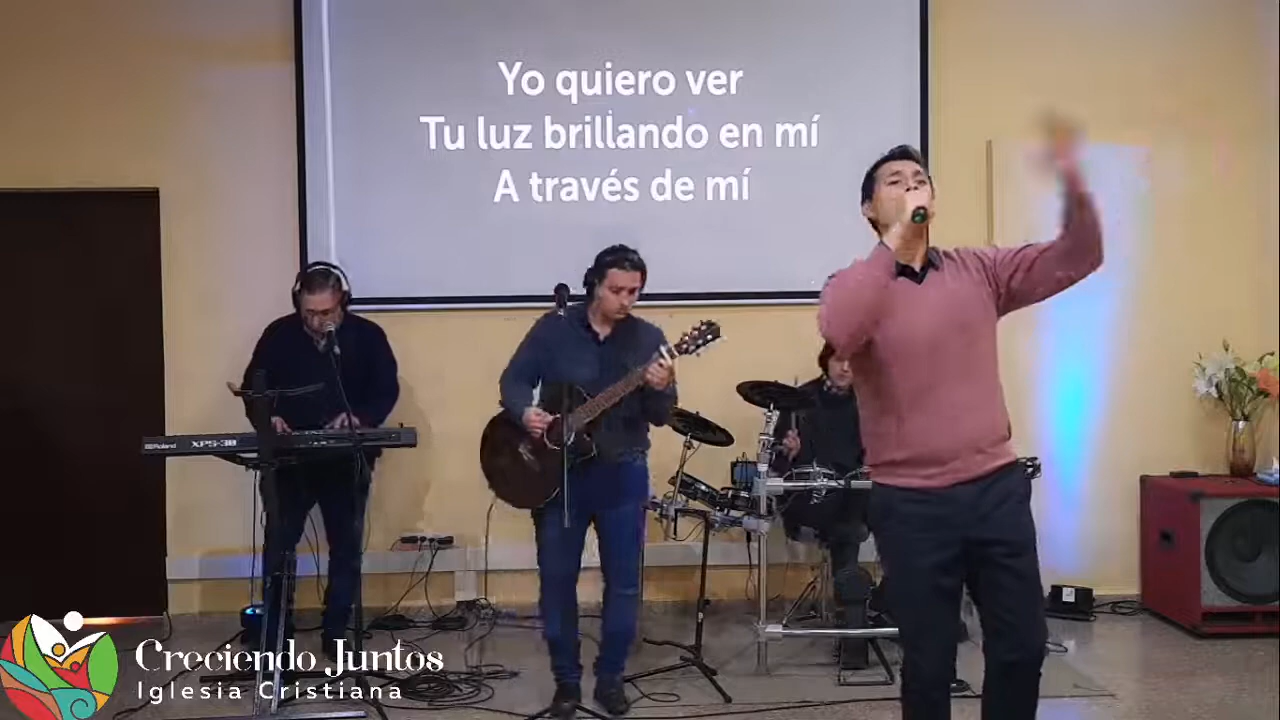 Yo quiero ver
Tu luz brillando en mí
A través de mí
Roland XPS-30
Creciendo Juntos
Iglesia Cristiana